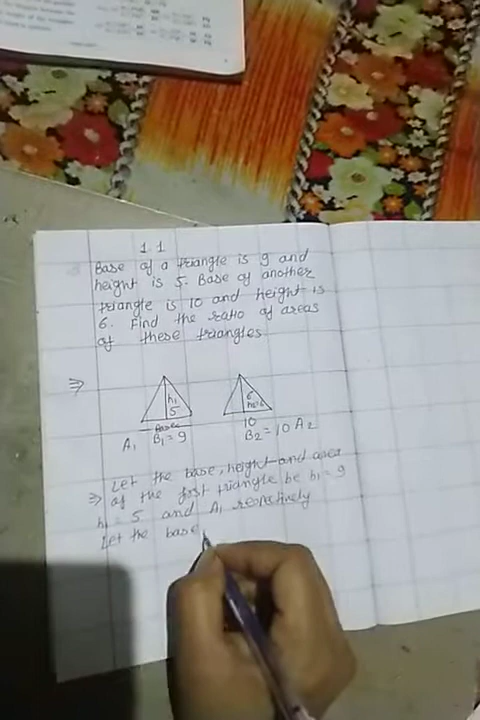 1.1
Base of a triangle is 9 and
height is 5. Base of another
triangle is 10 and height is
6. Find the ratio of areas
of these triangles
⇒
h1
5
Base
A1 B1 = 9
6
10
B2 = 10 A2
Let the base, height and area
⇒ of the first triangle be b1 = 9
h1 = 5 and A1 respectively
Let the base